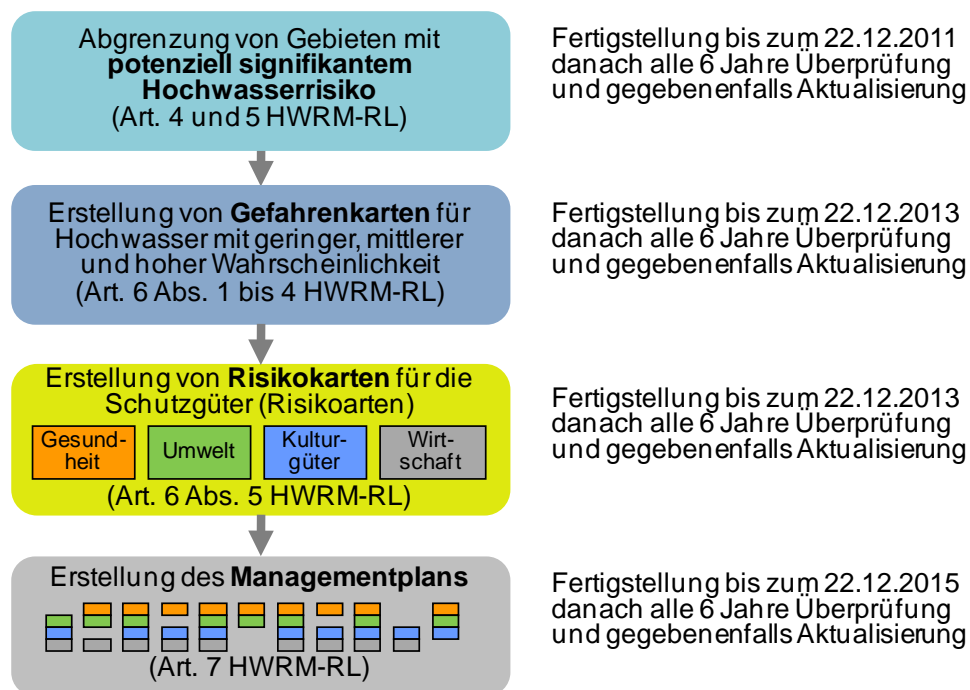 Abgrenzung von Gebieten mit
potenziell signifikantem
Hochwasserrisiko
(Art. 4 und 5 HWRM-RL)
Fertigstellung bis zum 22.12.2011
danach alle 6 Jahre Überprüfung
und gegebenenfalls Aktualisierung
Erstellung von Gefahrenkarten für
Hochwasser mit geringer, mittlerer
und hoher Wahrscheinlichkeit
(Art. 6 Abs. 1 bis 4 HWRM-RL)
Fertigstellung bis zum 22.12.2013
danach alle 6 Jahre Überprüfung
und gegebenenfalls Aktualisierung
Erstellung von Risikokarten für die
Schutzgüter (Risikoarten)
Gesund-
heit
Umwelt
Kultur-
güter
Wirt-
schaft
(Art. 6 Abs. 5 HWRM-RL)
Fertigstellung bis zum 22.12.2013
danach alle 6 Jahre Überprüfung
und gegebenenfalls Aktualisierung
Erstellung des Managementplans
(Art. 7 HWRM-RL)
Fertigstellung bis zum 22.12.2015
danach alle 6 Jahre Überprüfung
und gegebenenfalls Aktualisierung